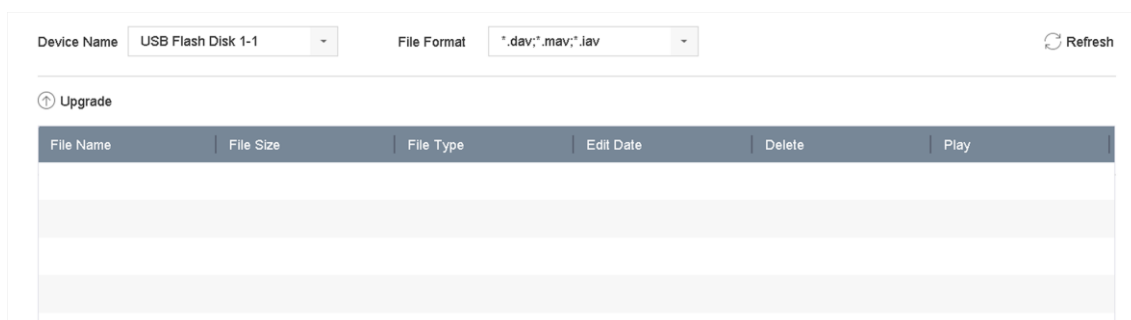 Device Name USB Flash Disk 1-1 File Format *.dav;*.mav;*.iav Refresh
Upgrade
File Name File Size File Type Edit Date Delete Play